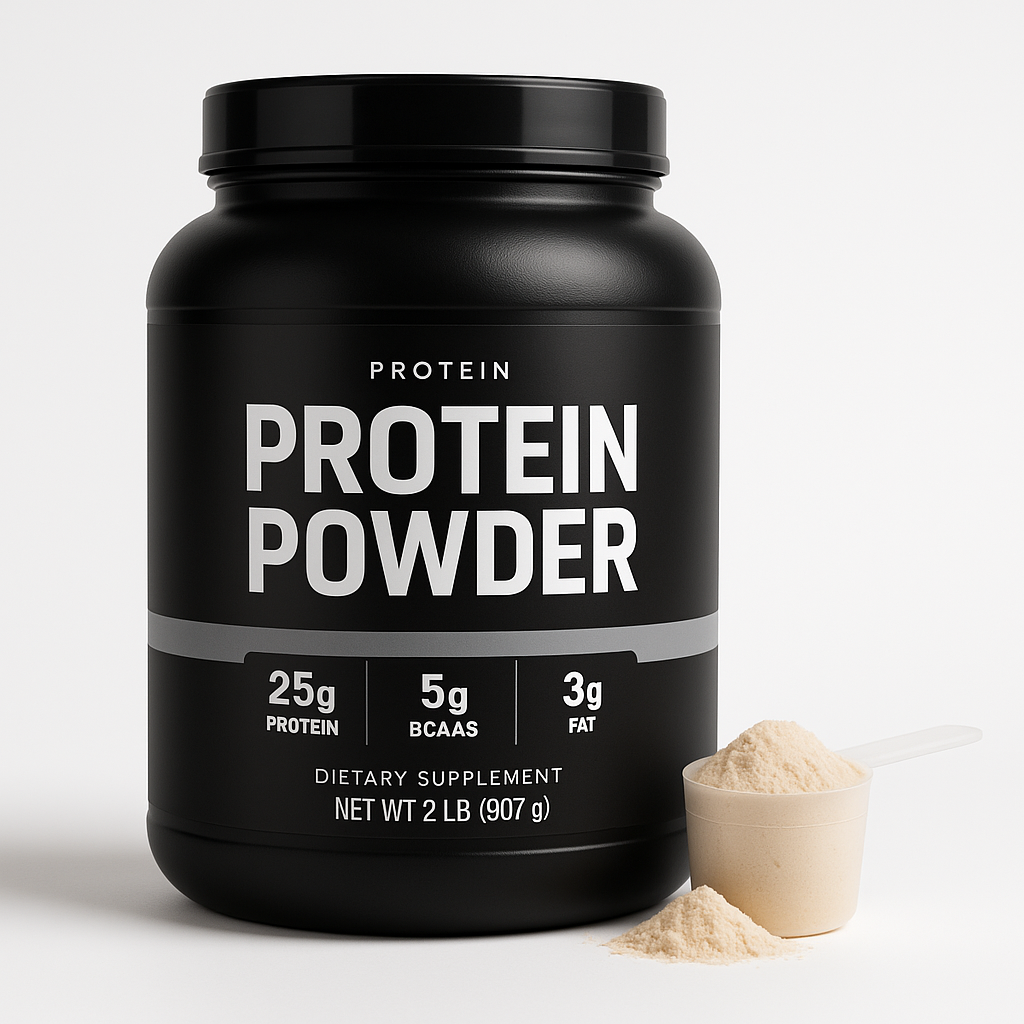 PROTEIN
PROTEIN
POWDER
25g
PROTEIN
5g
BCAAS
3g
FAT
DIETARY SUPPLEMENT
NET WT 2 LB (907 g)